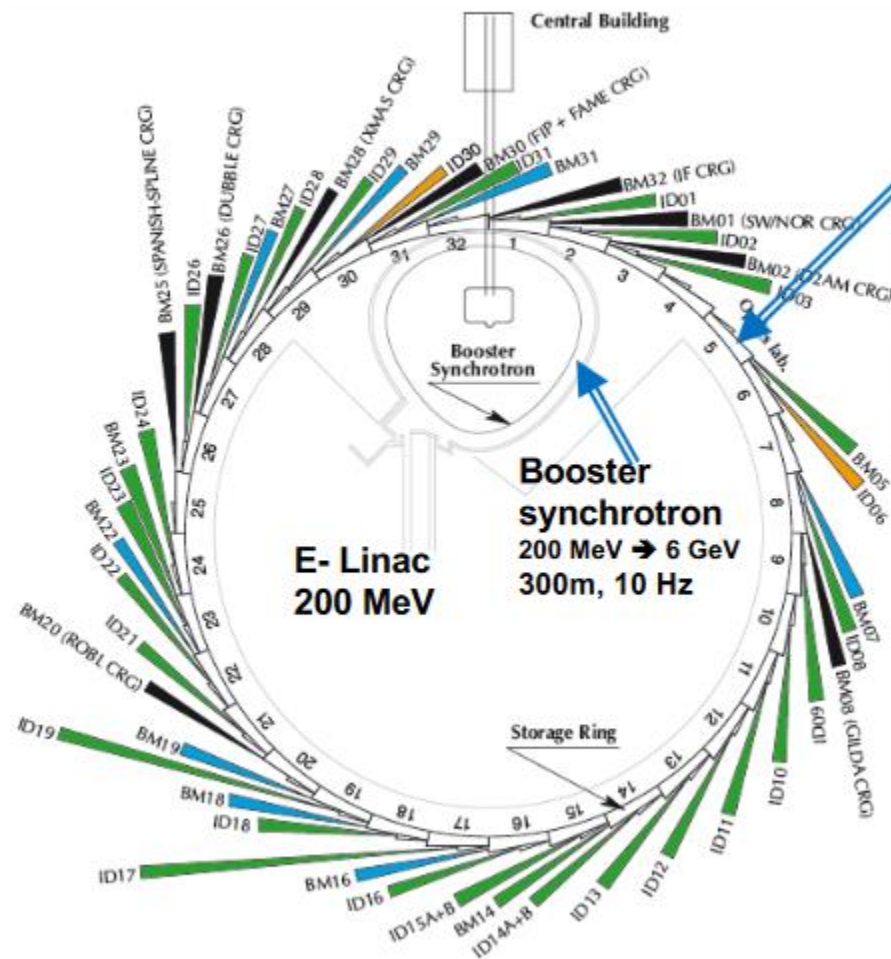 Central Building
BM25 (SPANISH-SPLINE CRG)
ID26
BM26 (DUBBLE CRG)
ID27
BM27
ID28
BM28 (XMAS CRG)
ID29
BM29
ID30
BM30 (FIP + FAME CRG)
ID31
BM31
BM32 (IF CRG)
ID01
BM01 (SW/NOR CRG)
ID02
BM02 (D2AM CRG)
ID03
BM05
ID06
BM07
ID08
BM08 (GILDA CRG)
ID09
ID10
ID11
ID12
ID13
ID14A+B
BM14
ID15A+B
ID16
BM16
ID17
ID18
BM18
BM19
ID19
BM20 (ROBL CRG)
ID21
ID22
BM22
ID23
BM23
ID24
1
2
3
4
5
6
7
8
9
10
11
12
13
14
15
16
17
18
19
20
21
22
23
24
25
26
27
28
29
30
31
32
Booster
Synchrotron
Booster
synchrotron
200 MeV ➔ 6 GeV
300m, 10 Hz
E- Linac
200 MeV
Storage Ring
lab.